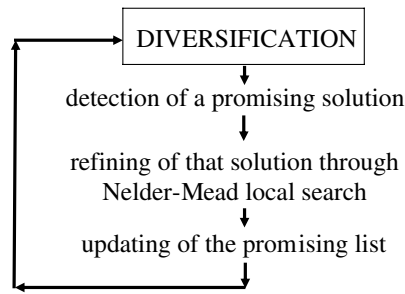 DIVERSIFICATION
detection of a promising solution
refining of that solution through
Nelder-Mead local search
updating of the promising list